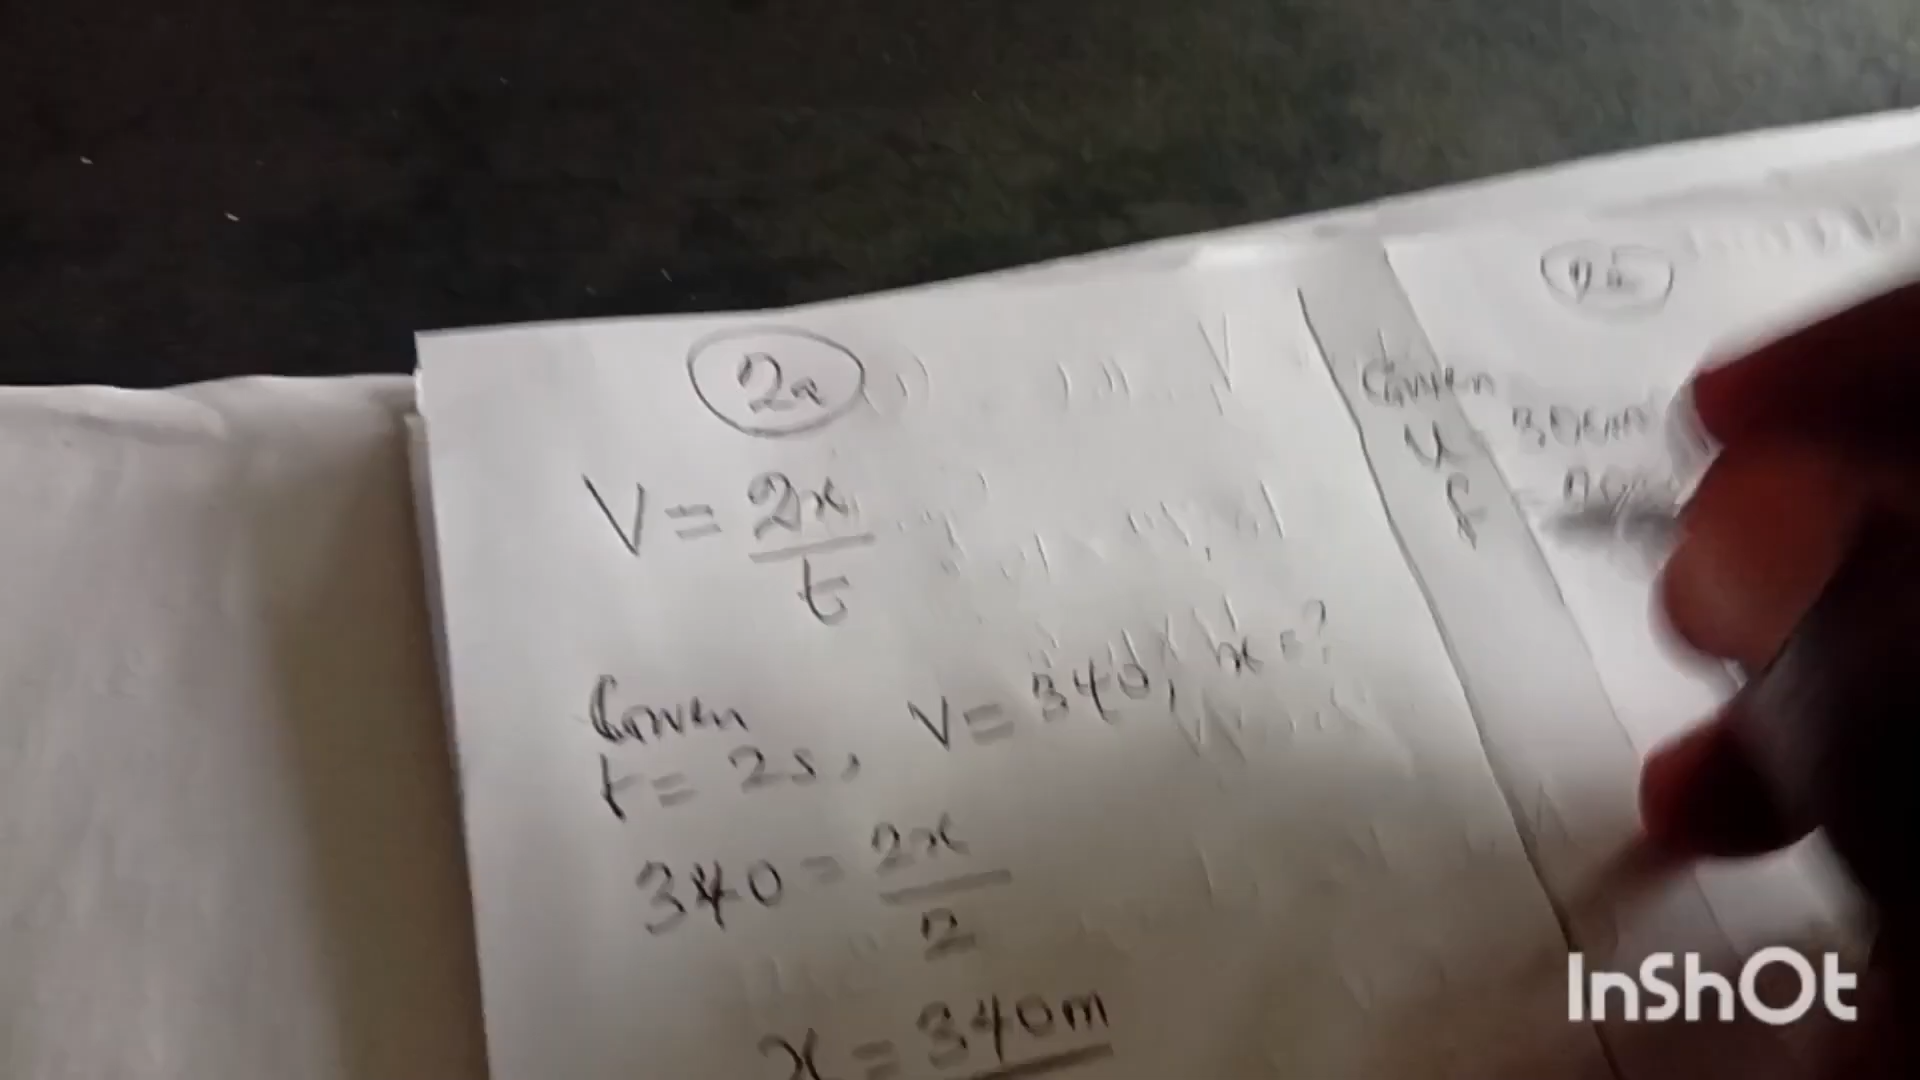 2a
V = 2x/t
Given
t = 2s, V = 340, x = ?
340 = 2x/2
x = 340m
Given
u
f
InShOt